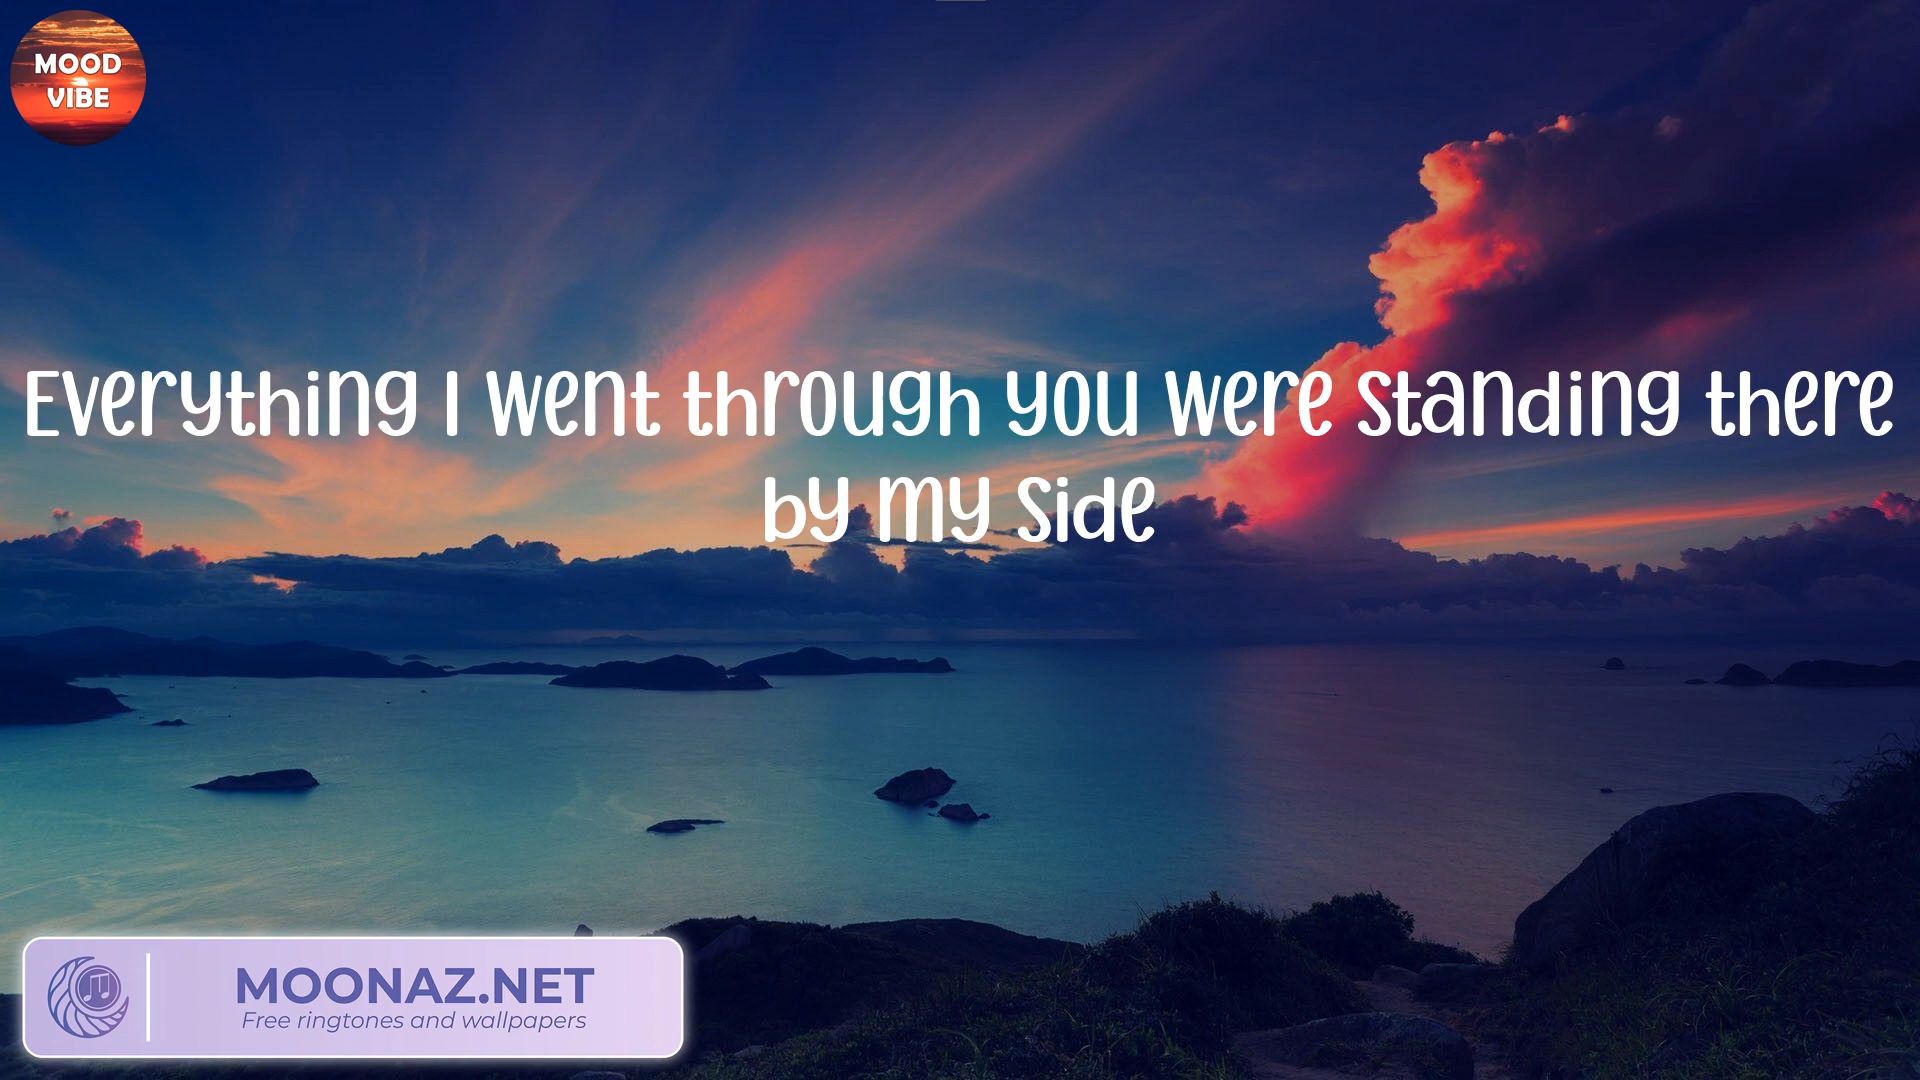 MOOD
VIBE
Everything I went through you were standing there
by my side
MOONAZ.NET
Free ringtones and wallpapers